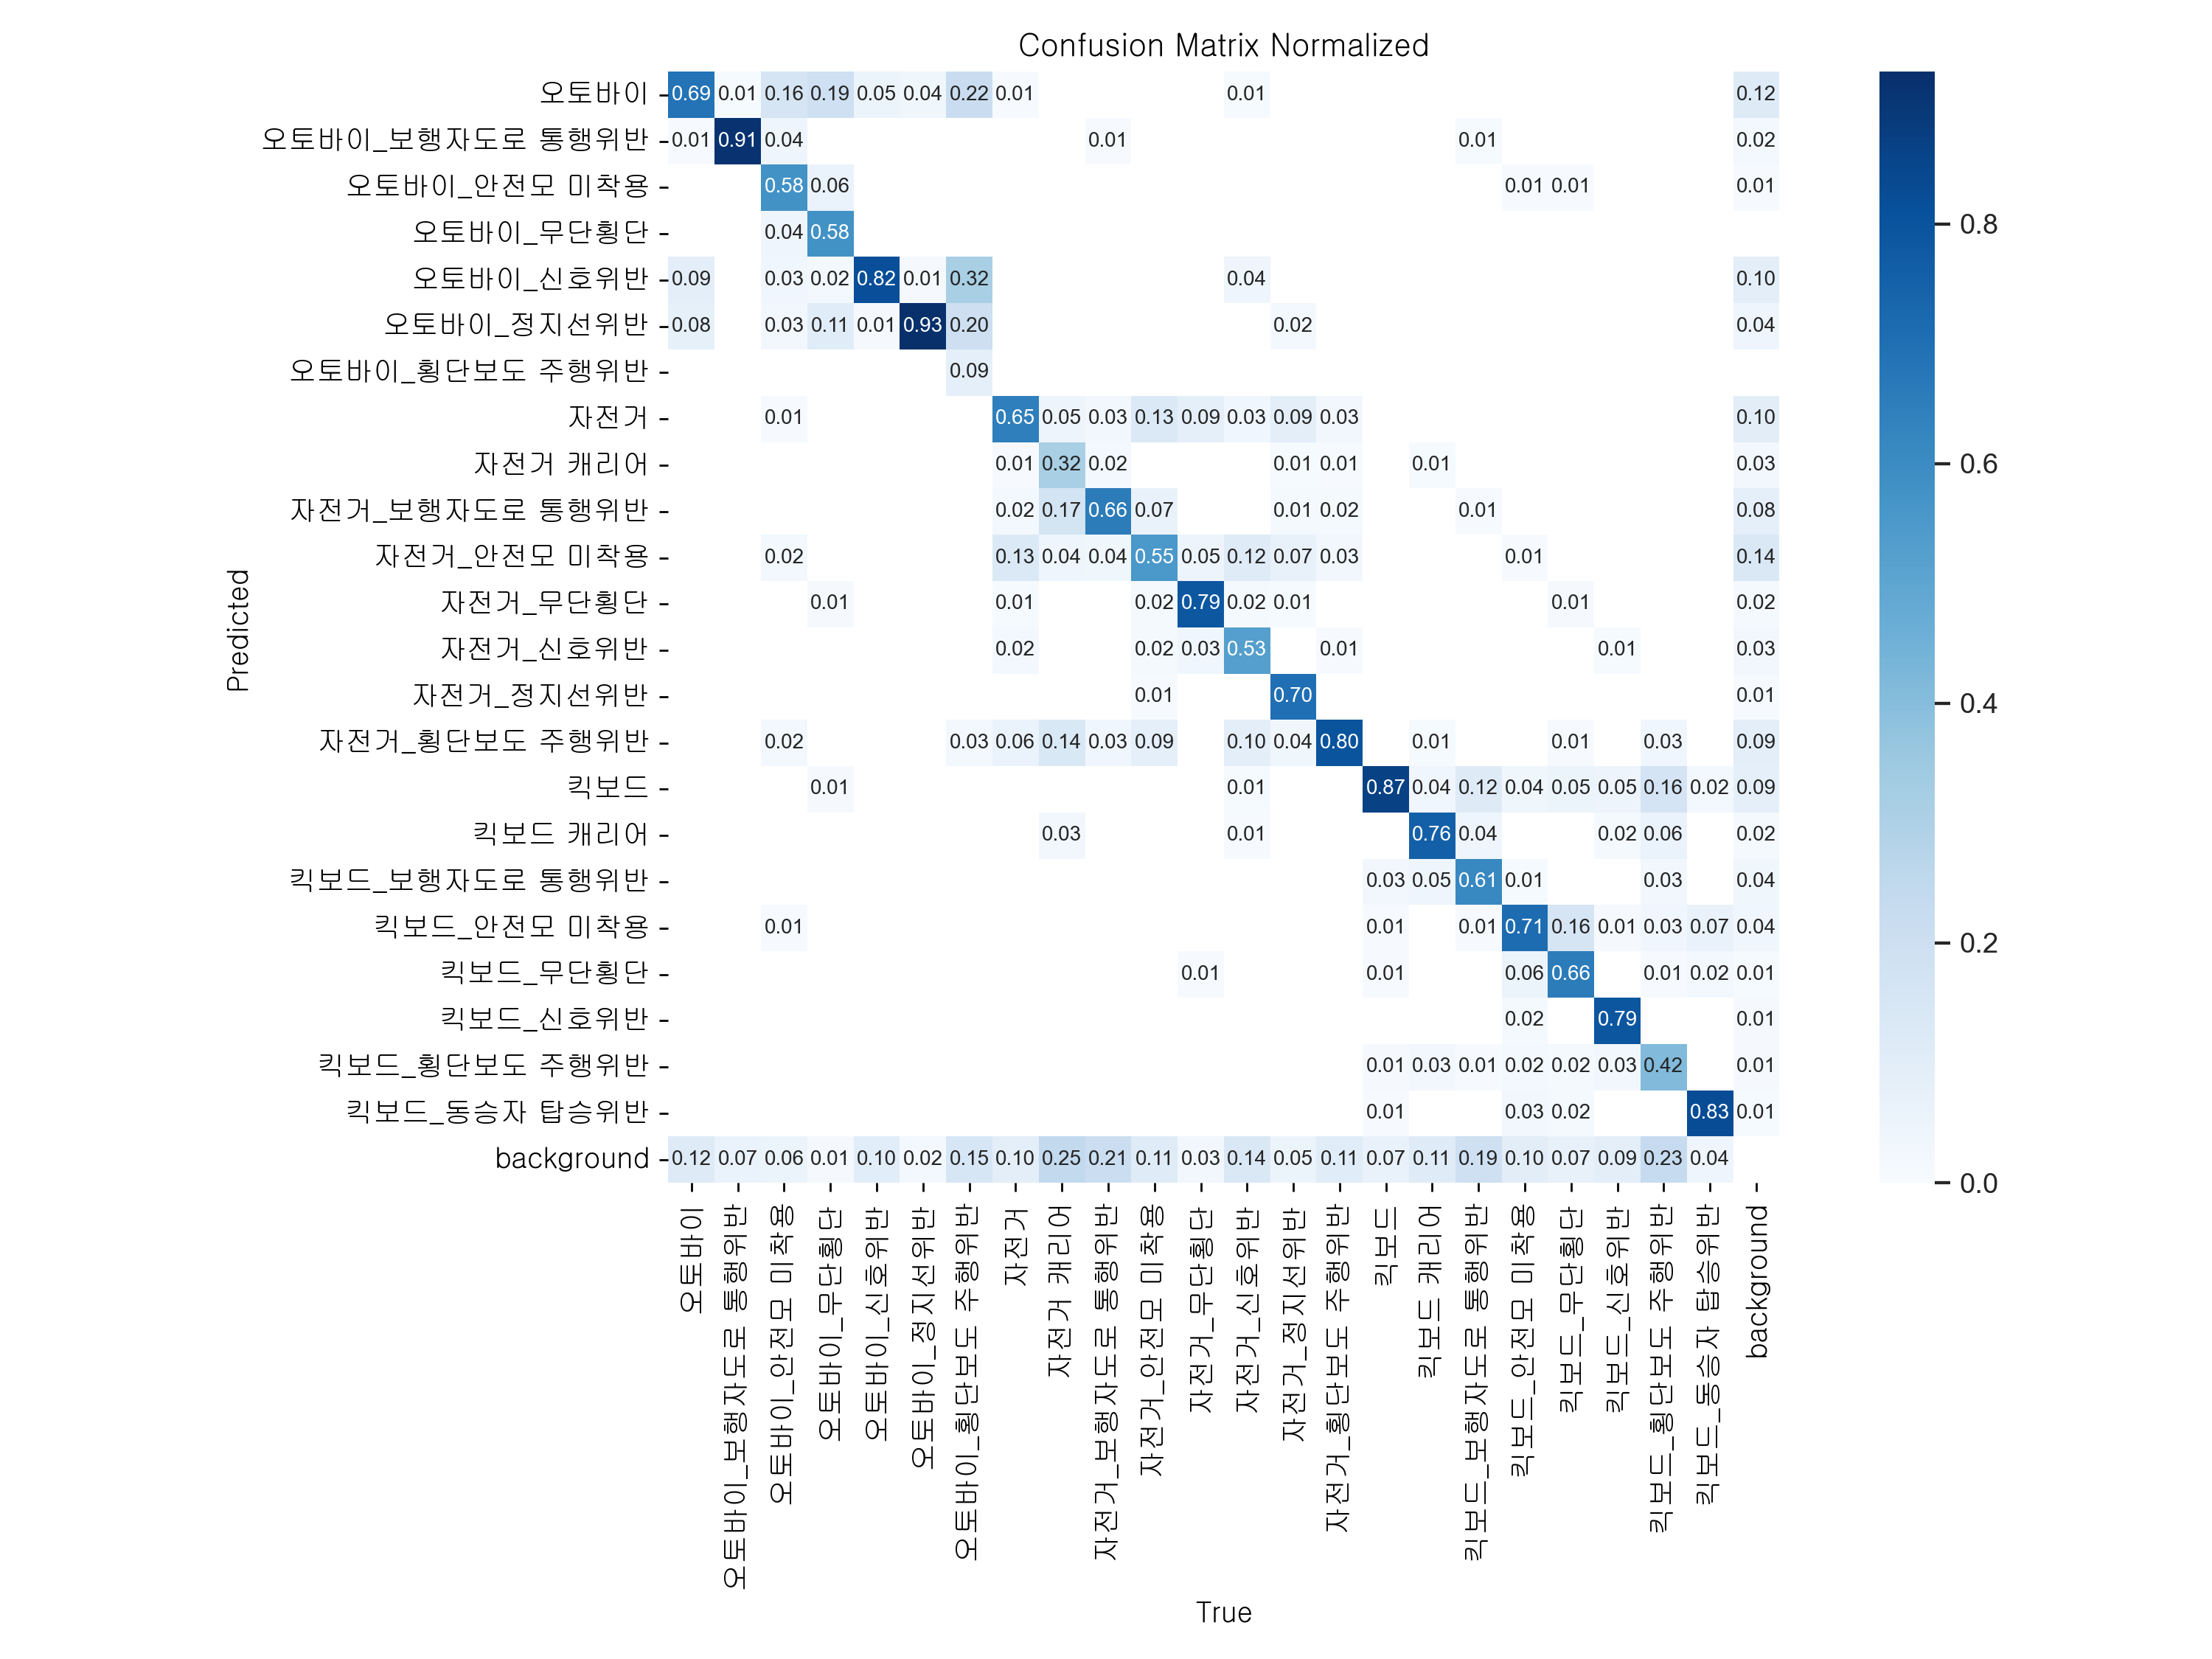 Confusion Matrix Normalized
오토바이 0.69 0.01 0.16 0.19 0.05 0.04 0.22 0.01 0.01 0.12
오토바이_보행자도로 통행위반 0.01 0.91 0.04 0.01 0.01 0.02
오토바이_안전모 미착용 0.58 0.06 0.01 0.01 0.01
오토바이_무단횡단 0.04 0.58
오토바이_신호위반 0.09 0.03 0.02 0.82 0.01 0.32 0.04 0.10
오토바이_정지선위반 0.08 0.03 0.11 0.01 0.93 0.20 0.02 0.04
오토바이_횡단보도 주행위반 0.09
자전거 0.01 0.65 0.05 0.03 0.13 0.09 0.03 0.09 0.03 0.10
자전거 캐리어 0.01 0.32 0.02 0.01 0.01 0.01 0.03
자전거_보행자도로 통행위반 0.02 0.17 0.66 0.07 0.01 0.02 0.01 0.08
자전거_안전모 미착용 0.02 0.13 0.04 0.04 0.55 0.05 0.12 0.07 0.03 0.01 0.14
자전거_무단횡단 0.01 0.01 0.02 0.79 0.02 0.01 0.01 0.02
자전거_신호위반 0.02 0.02 0.03 0.53 0.01 0.01 0.03
자전거_정지선위반 0.01 0.70 0.01
자전거_횡단보도 주행위반 0.02 0.03 0.06 0.14 0.03 0.09 0.10 0.04 0.80 0.01 0.01 0.03 0.09
킥보드 0.01 0.01 0.87 0.04 0.12 0.04 0.05 0.05 0.16 0.02 0.09
킥보드 캐리어 0.03 0.01 0.76 0.04 0.02 0.06 0.02
킥보드_보행자도로 통행위반 0.03 0.05 0.61 0.01 0.03 0.04
킥보드_안전모 미착용 0.01 0.01 0.01 0.71 0.16 0.01 0.03 0.07 0.04
킥보드_무단횡단 0.01 0.01 0.06 0.66 0.01 0.02 0.01
킥보드_신호위반 0.02 0.79 0.01
킥보드_횡단보도 주행위반 0.01 0.03 0.01 0.02 0.02 0.03 0.42 0.01
킥보드_동승자 탑승위반 0.01 0.03 0.02 0.83 0.01
background 0.12 0.07 0.06 0.01 0.10 0.02 0.15 0.10 0.25 0.21 0.11 0.03 0.14 0.05 0.11 0.07 0.11 0.19 0.10 0.07 0.09 0.23 0.04
Predicted
오토바이
오토바이_보행자도로 통행위반
오토바이_안전모 미착용
오토바이_무단횡단
오토바이_신호위반
오토바이_정지선위반
오토바이_횡단보도 주행위반
자전거
자전거 캐리어
자전거_보행자도로 통행위반
자전거_안전모 미착용
자전거_무단횡단
자전거_신호위반
자전거_정지선위반
자전거_횡단보도 주행위반
킥보드
킥보드 캐리어
킥보드_보행자도로 통행위반
킥보드_안전모 미착용
킥보드_무단횡단
킥보드_신호위반
킥보드_횡단보도 주행위반
킥보드_동승자 탑승위반
background
True
0.8
0.6
0.4
0.2
0.0